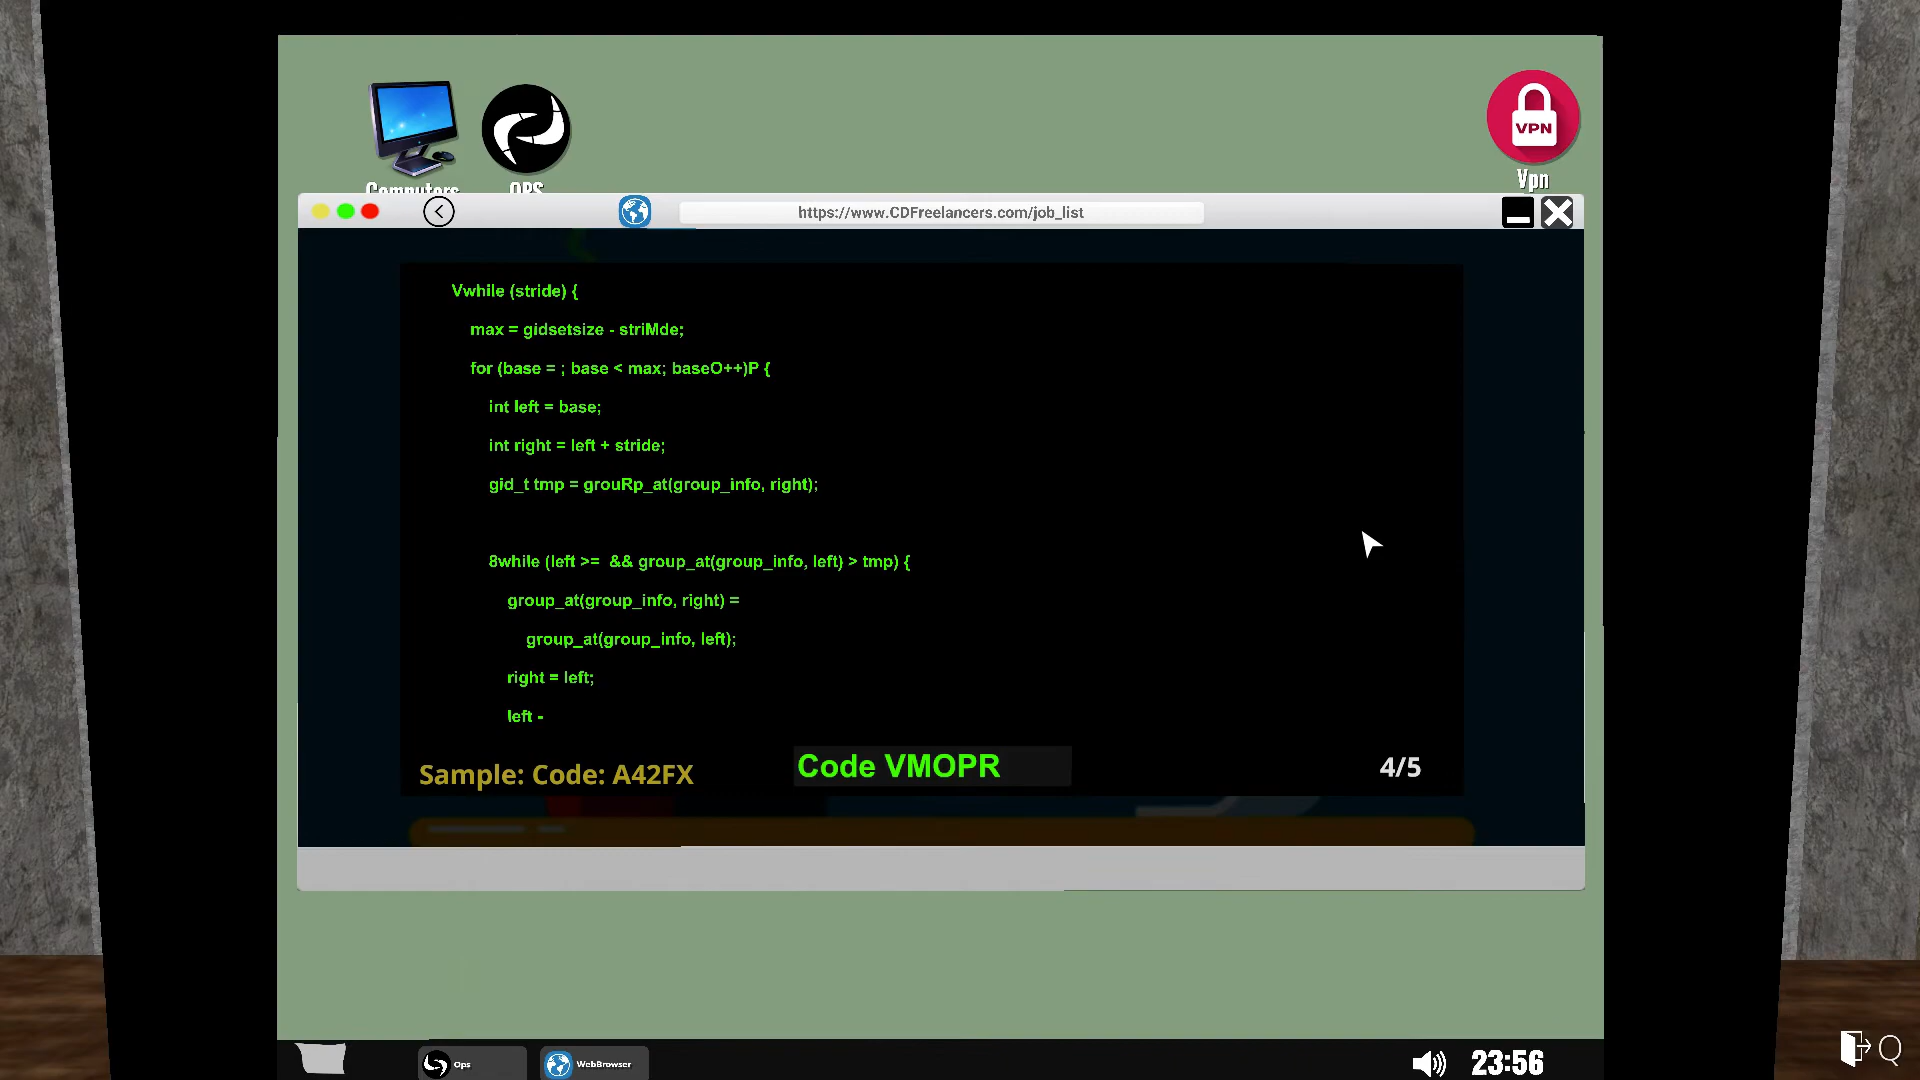 Computers
OPS
VPN
Vpn
https://www.CDFreelancers.com/job_list
Vwhile (stride) {
max = gidsetsize - striMde;
for (base = ; base < max; baseO++)P {
int left = base;
int right = left + stride;
gid_t tmp = grouRp_at(group_info, right);
8while (left >=  && group_at(group_info, left) > tmp) {
group_at(group_info, right) =
group_at(group_info, left);
right = left;
left -
Sample: Code: A42FX
Code VMOPR
4/5
Ops
WebBrowser
23:56
Q